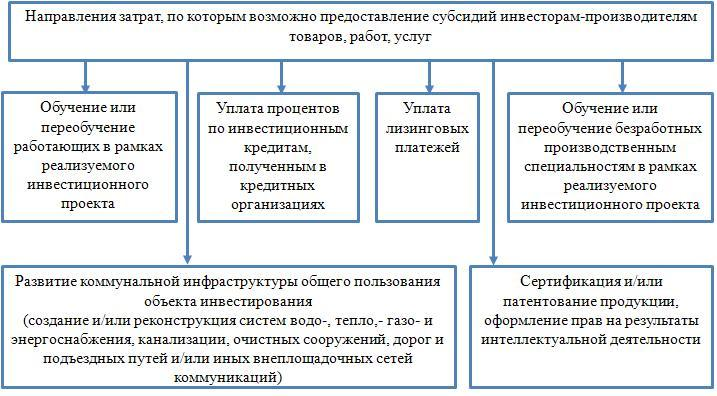 Направления затрат, по которым возможно предоставление субсидий инвесторам-производителям
товаров, работ, услуг
Обучение или
переобучение
работающих в рамках
реализуемого
инвестиционного
проекта
Уплата процентов
по инвестиционным
кредитам,
полученным в
кредитных
организациях
Уплата
лизинговых
платежей
Обучение или
переобучение безработных
производственным
специальностям в рамках
реализуемого
инвестиционного проекта
Развитие коммунальной инфраструктуры общего пользования
объекта инвестирования
(создание и/или реконструкция систем водо-, тепло,- газо- и
энергоснабжения, канализации, очистных сооружений, дорог и
подъездных путей и/или иных внеплощадочных сетей
коммуникаций)
Сертификация и/или
патентование продукции,
оформление прав на результаты
интеллектуальной деятельности